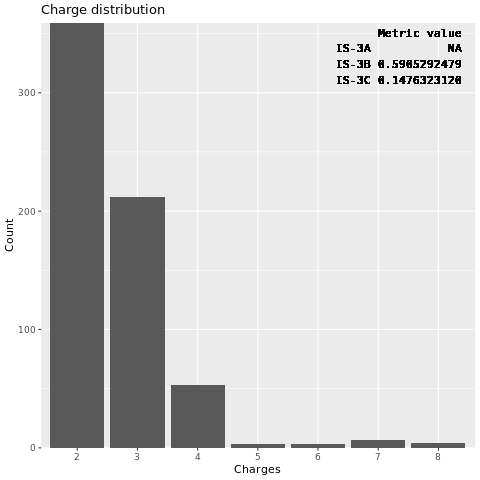 Charge distribution
Metric value
IS-3A NA
IS-3B 0.5905292479
IS-3C 0.1476323120
300
200
100
0
Count
2 3 4 5 6 7 8
Charges